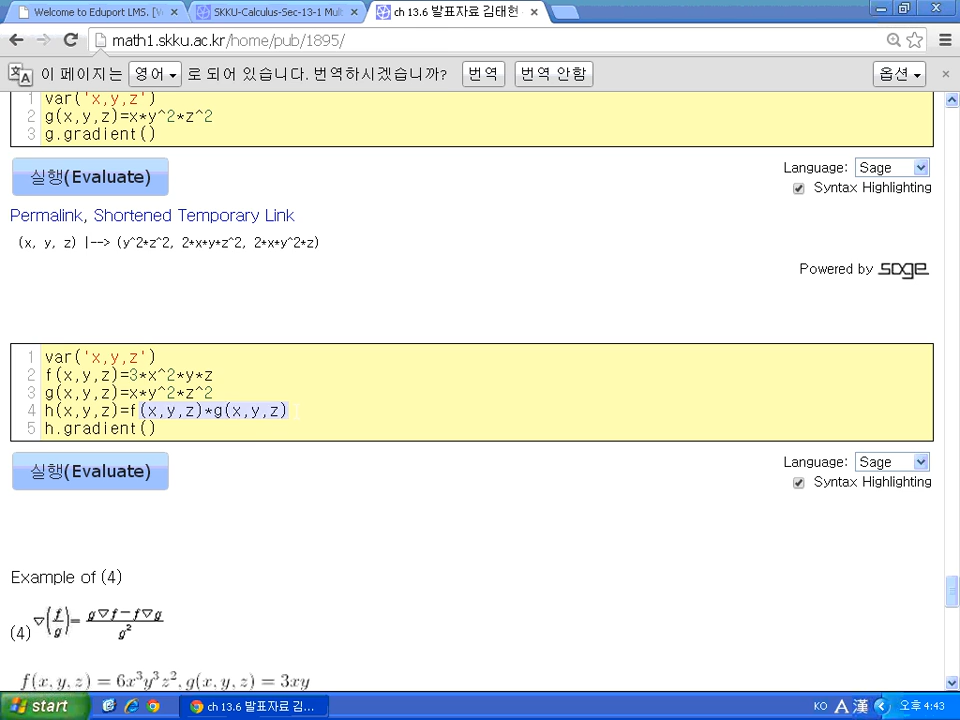 Welcome to Eduport LMS. [W
SKKU-Calculus-Sec-13-1 Mult
ch 13.6 발표자료 김태현
math1.skku.ac.kr/home/pub/1895/
이 페이지는 영어 로 되어 있습니다. 번역하시겠습니까? 번역 번역 안함 옵션
1 var('x,y,z')
2 g(x,y,z)=x*y^2*z^2
3 g.gradient()
실행(Evaluate)
Language: Sage
Syntax Highlighting
Permalink, Shortened Temporary Link
(x, y, z) |--> (y^2*z^2, 2*x*y*z^2, 2*x*y^2*z)
Powered by sage
1 var('x,y,z')
2 f(x,y,z)=3*x^2*y*z
3 g(x,y,z)=x*y^2*z^2
4 h(x,y,z)=f(x,y,z)*g(x,y,z)
5 h.gradient()
실행(Evaluate)
Language: Sage
Syntax Highlighting
Example of (4)
(4) ▽(f/g)= (g▽f−f▽g)/g²
f(x,y,z) = 6x³y³z².g(x,y,z) = 3xy
start ch 13.6 발표자료 김... KO A 漢 오후 4:43